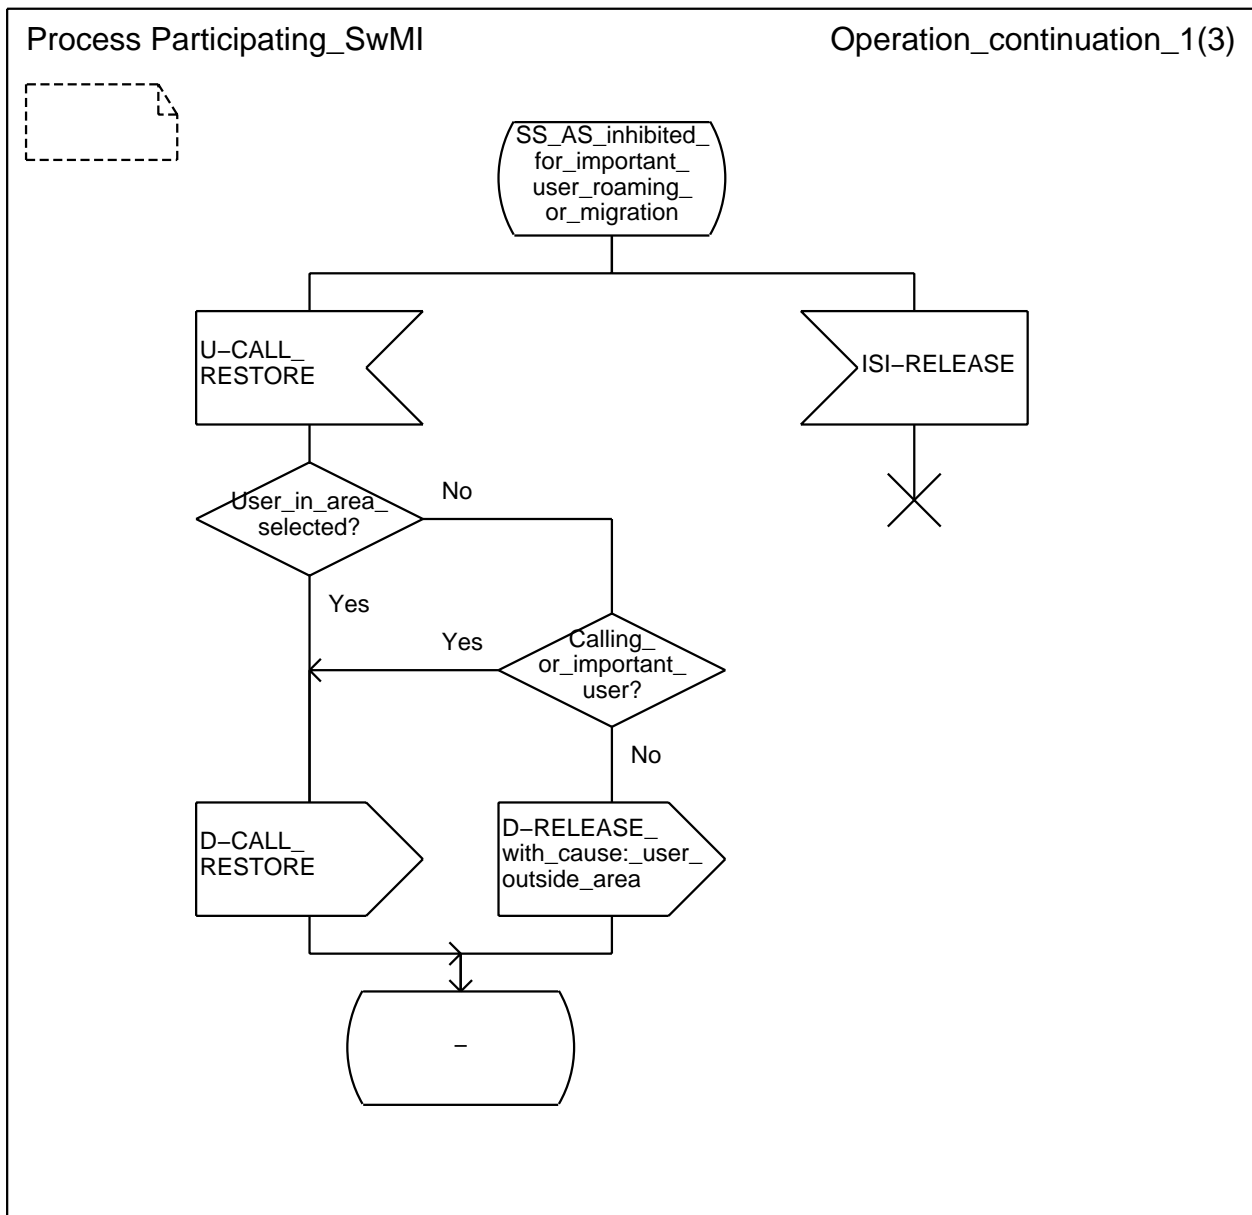 Process Participating_SwMI
Operation_continuation_1(3)
SS_AS_inhibited_
for_important_
user_roaming_
or_migration
U−CALL_
RESTORE
ISI−RELEASE
User_in_area_
selected?
No
Yes
Yes
Calling_
or_important_
user?
No
D−CALL_
RESTORE
D−RELEASE_
with_cause:_user_
outside_area
−